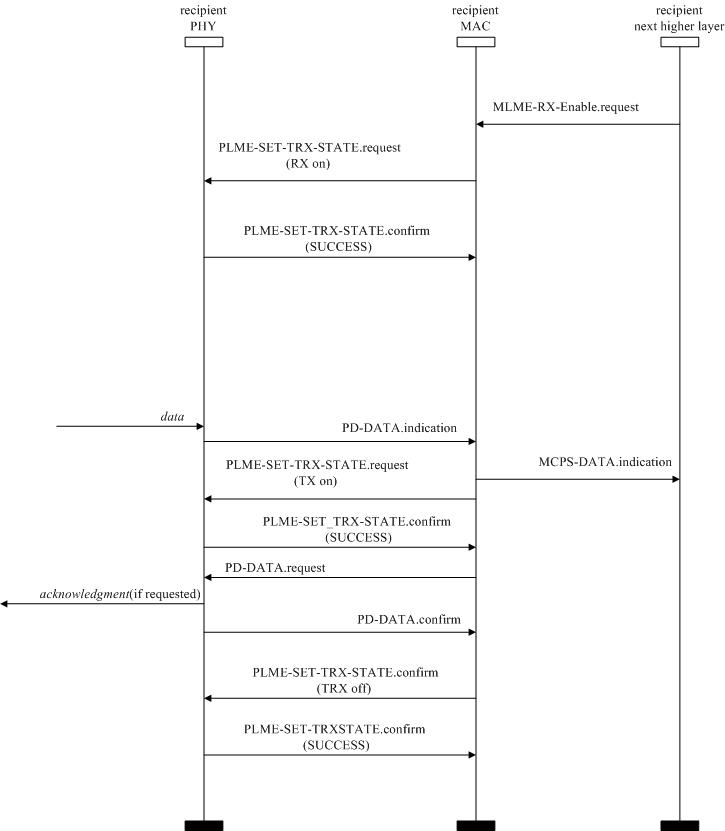 recipient
PHY
recipient
MAC
recipient
next higher layer
MLME-RX-Enable.request
PLME-SET-TRX-STATE.request
(RX on)
PLME-SET-TRX-STATE.confirm
(SUCCESS)
data
PD-DATA.indication
MCPS-DATA.indication
PLME-SET-TRX-STATE.request
(TX on)
PLME-SET_TRX-STATE.confirm
(SUCCESS)
PD-DATA.request
acknowledgment(if requested)
PD-DATA.confirm
PLME-SET-TRX-STATE.confirm
(TRX off)
PLME-SET-TRXSTATE.confirm
(SUCCESS)